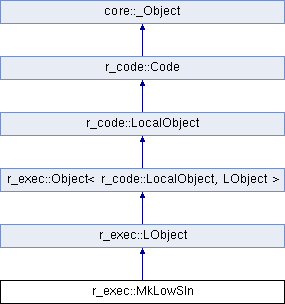 core::_Object
r_code::Code
r_code::LocalObject
r_exec::Object< r_code::LocalObject, LObject >
r_exec::LObject
r_exec::MkLowSln